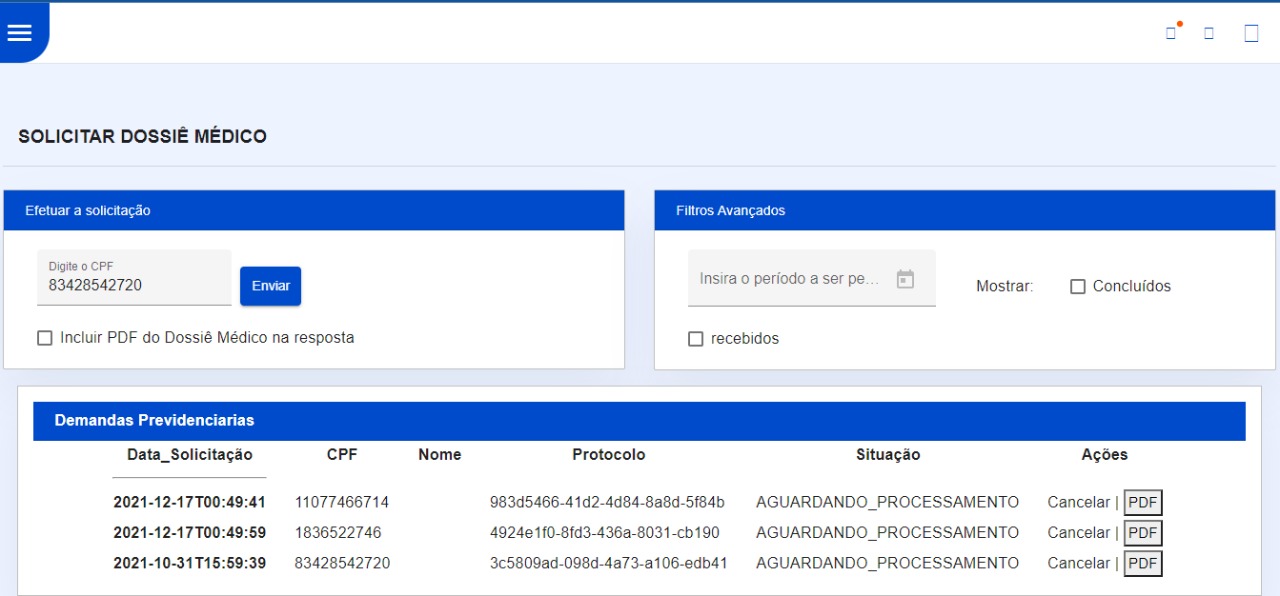 SOLICITAR DOSSIÊ MÉDICO
Efetuar a solicitação
Digite o CPF
83428542720
Enviar
Incluir PDF do Dossiê Médico na resposta
Filtros Avançados
Insira o período a ser pe...
Mostrar:
Concluídos
recebidos
Demandas Previdenciarias
Data_Solicitação CPF Nome Protocolo Situação Ações
2021-12-17T00:49:41 11077466714 983d5466-41d2-4d84-8a8d-5f84b AGUARDANDO_PROCESSAMENTO Cancelar | PDF
2021-12-17T00:49:59 1836522746 4924e1f0-8fd3-436a-8031-cb190 AGUARDANDO_PROCESSAMENTO Cancelar | PDF
2021-10-31T15:59:39 83428542720 3c5809ad-098d-4a73-a106-edb41 AGUARDANDO_PROCESSAMENTO Cancelar | PDF